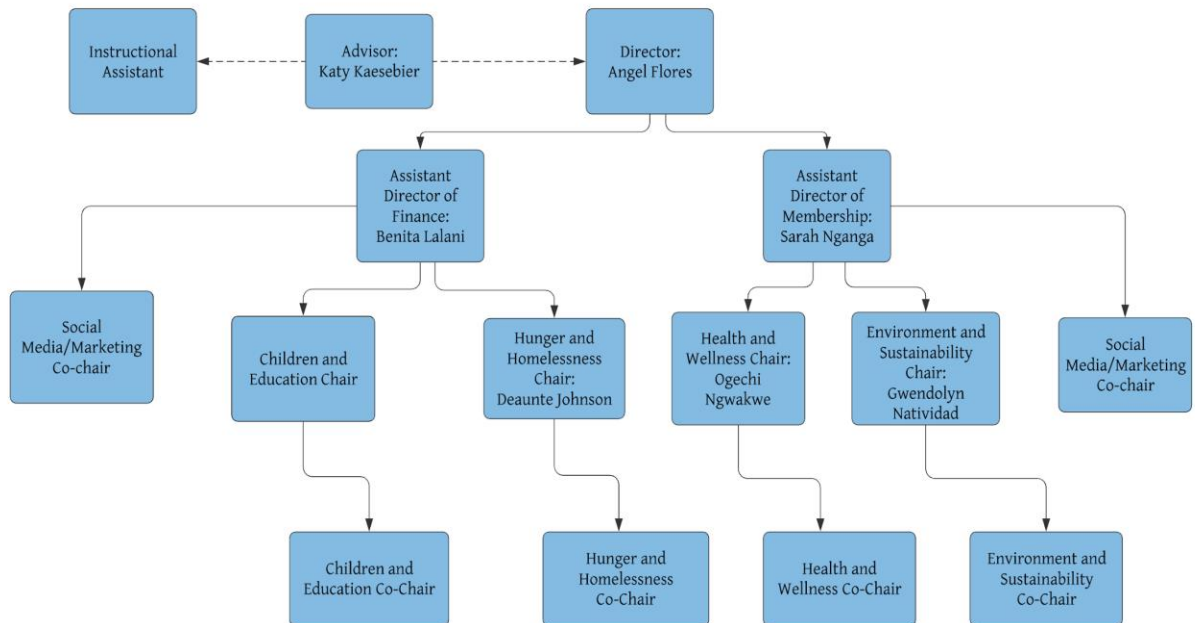 Instructional
Assistant
Advisor:
Katy Kaesebier
Director:
Angel Flores
Assistant
Director of
Finance:
Benita Lalani
Assistant
Director of
Membership:
Sarah Nganga
Social
Media/Marketing
Co-chair
Children and
Education Chair
Hunger and
Homelessness
Chair:
Deaunte Johnson
Health and
Wellness Chair:
Ogechi
Ngwakwe
Environment and
Sustainability
Chair:
Gwendolyn
Natividad
Social
Media/Marketing
Co-chair
Children and
Education Co-Chair
Hunger and
Homelessness
Co-Chair
Health and
Wellness Co-Chair
Environment and
Sustainability
Co-Chair